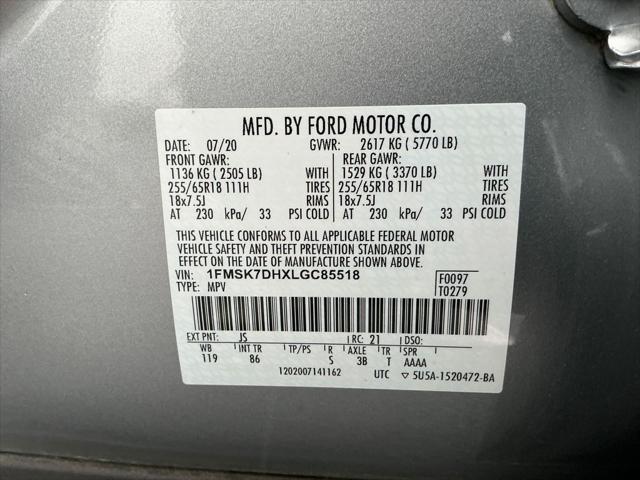 MFD. BY FORD MOTOR CO.
DATE: 07/20 GVWR: 2617 KG ( 5770 LB)
FRONT GAWR: REAR GAWR:
1136 KG ( 2505 LB) WITH 1529 KG ( 3370 LB) WITH
255/65R18 111H TIRES 255/65R18 111H TIRES
18x7.5J RIMS 18x7.5J RIMS
AT 230 kPa/ 33 PSI COLD AT 230 kPa/ 33 PSI COLD
THIS VEHICLE CONFORMS TO ALL APPLICABLE FEDERAL MOTOR
VEHICLE SAFETY AND THEFT PREVENTION STANDARDS IN
EFFECT ON THE DATE OF MANUFACTURE SHOWN ABOVE.
VIN: 1FMSK7DHXLGC85518 F0097
TYPE: MPV T0279
EXT PNT: JS RC: 21 DSO:
WB INT TR TP/PS R AXLE TR SPR
119 86 S 3B T AAAA
1202007141162 UTC ▽ 5U5A-1520472-BA